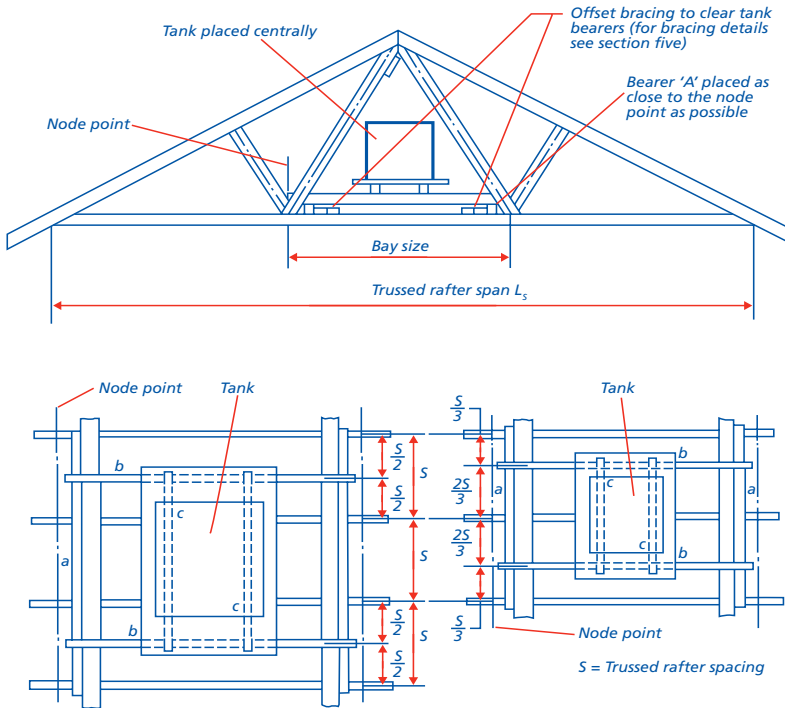 Tank placed centrally
Offset bracing to clear tank
bearers (for bracing details
see section five)
Bearer ‘A’ placed as
close to the node
point as possible
Node point
Bay size
Trussed rafter span Ls
Node point
Tank
b
c
a
c
b
S
2
S
2
S
S
S
2
S
2
S
S
3
2S
3
2S
3
S
3
Tank
a
b
c
c
b
a
Node point
S = Trussed rafter spacing